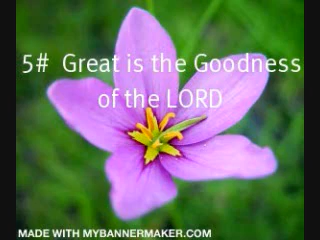 5# Great is the Goodness
of the LORD
MADE WITH MYBANNERMAKER.COM